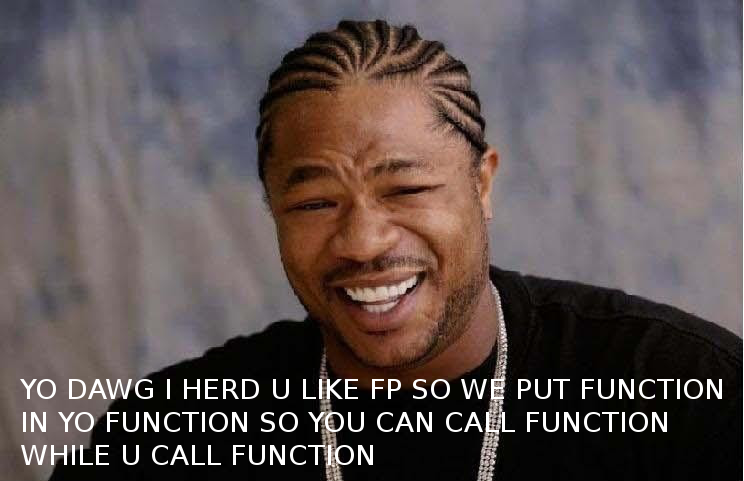 YO DAWG I HERD U LIKE FP SO WE PUT FUNCTION
IN YO FUNCTION SO YOU CAN CALL FUNCTION
WHILE U CALL FUNCTION